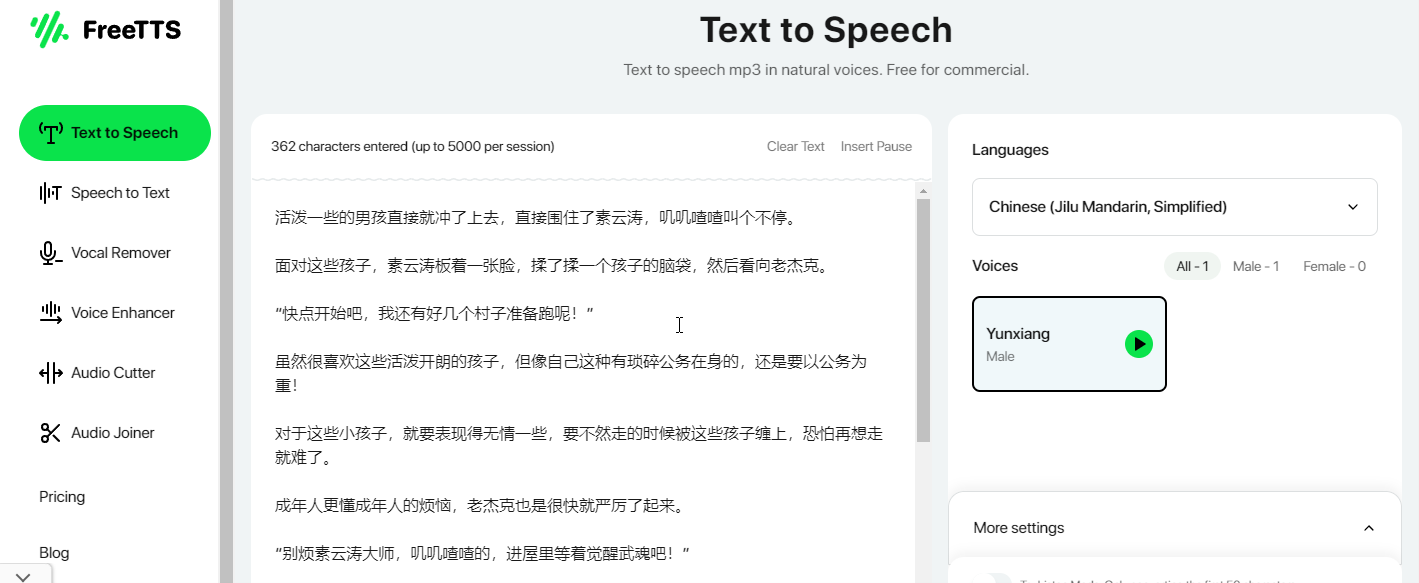 FreeTTS
Text to Speech
Speech to Text
Vocal Remover
Voice Enhancer
Audio Cutter
Audio Joiner
Pricing
Blog
Text to Speech
Text to speech mp3 in natural voices. Free for commercial.
362 characters entered (up to 5000 per session)
Clear Text Insert Pause
活泼一些的男孩直接就冲了上去，直接围住了素云涛，叽叽喳喳叫个不停。
面对这些孩子，素云涛板着一张脸，揉了揉一个孩子的脑袋，然后看向老杰克。
“快点开始吧，我还有好几个村子准备跑呢！”
虽然很喜欢这些活泼开朗的孩子，但像自己这种有琐碎公务在身的，还是要以公务为
重！
对于这些小孩子，就要表现得无情一些，要不然走的时候被这些孩子缠上，恐怕再想走
就难了。
成年人更懂成年人的烦恼，老杰克也是很快就严厉了起来。
“别烦素云涛大师，叽叽喳喳的，进屋里等着觉醒武魂吧！”
Languages
Chinese (Jilu Mandarin, Simplified)
Voices
All - 1 Male - 1 Female - 0
Yunxiang
Male
More settings